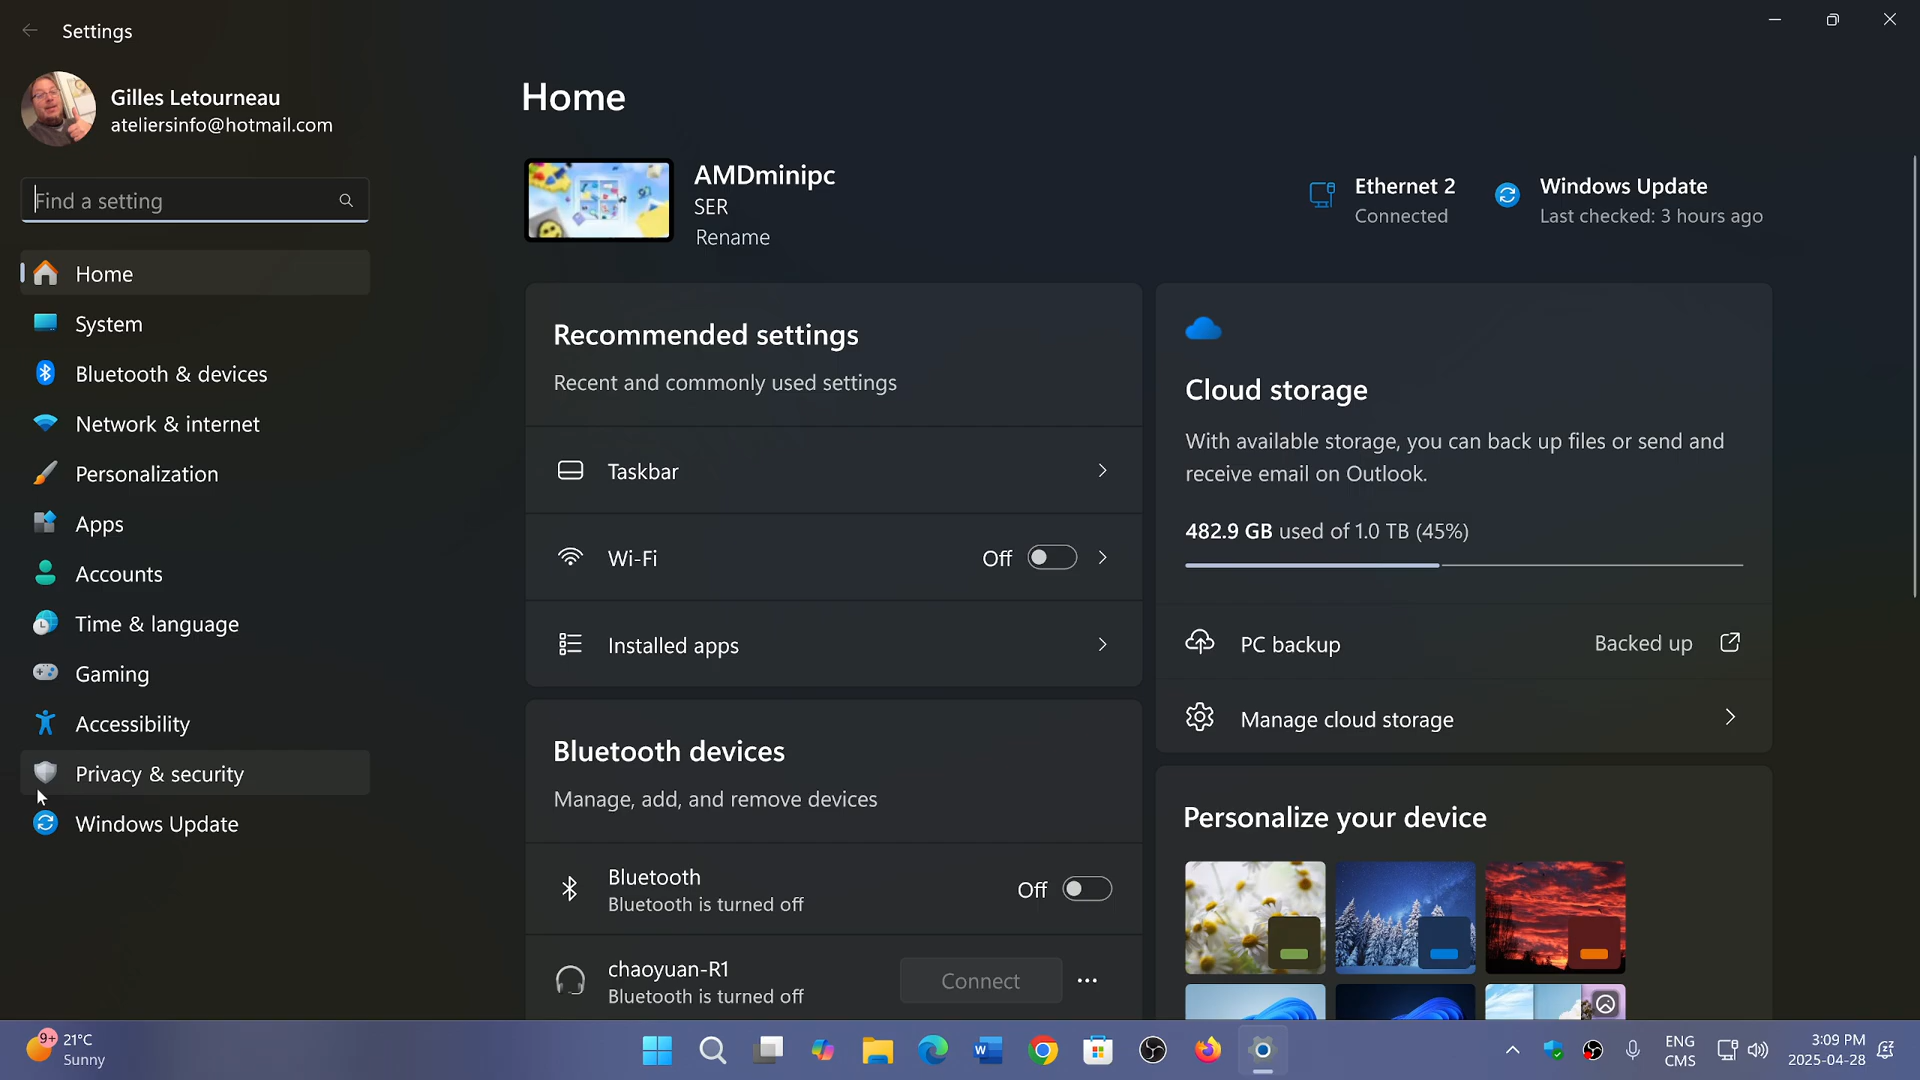 Settings
Gilles Letourneau
ateliersinfo@hotmail.com
Find a setting
Home
System
Bluetooth & devices
Network & internet
Personalization
Apps
Accounts
Time & language
Gaming
Accessibility
Privacy & security
Windows Update
Home
AMDminipc
SER
Rename
Ethernet 2
Connected
Windows Update
Last checked: 3 hours ago
Recommended settings
Recent and commonly used settings
Taskbar
Wi-Fi Off
Installed apps
Bluetooth devices
Manage, add, and remove devices
Bluetooth
Bluetooth is turned off
Off
chaoyuan-R1
Bluetooth is turned off
Connect
Cloud storage
With available storage, you can back up files or send and
receive email on Outlook.
482.9 GB used of 1.0 TB (45%)
PC backup Backed up
Manage cloud storage
Personalize your device
9+
21°C
Sunny
W
ENG
CMS
3:09 PM
2025-04-28